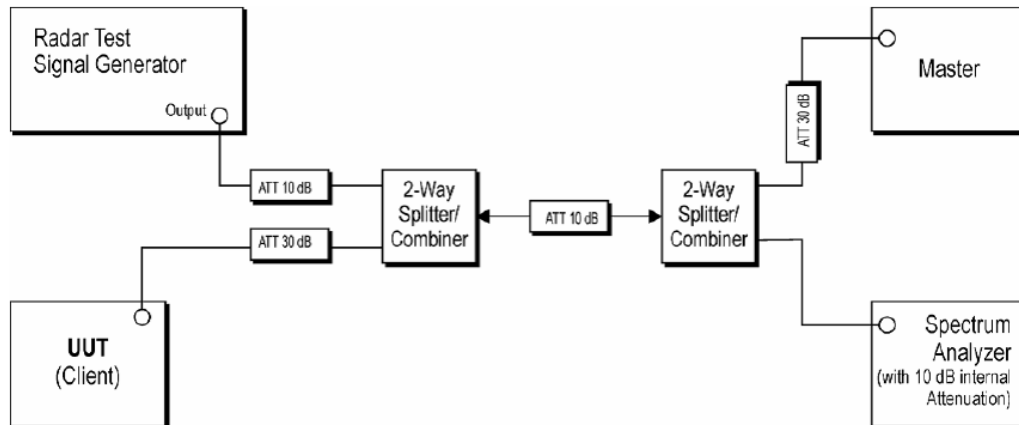 Radar Test
Signal Generator
Output
ATT 10 dB
2-Way
Splitter/
Combiner
ATT 30 dB
UUT
(Client)
ATT 10 dB
2-Way
Splitter/
Combiner
ATT 30 dB
Master
Spectrum
Analyzer
(with 10 dB internal
Attenuation)